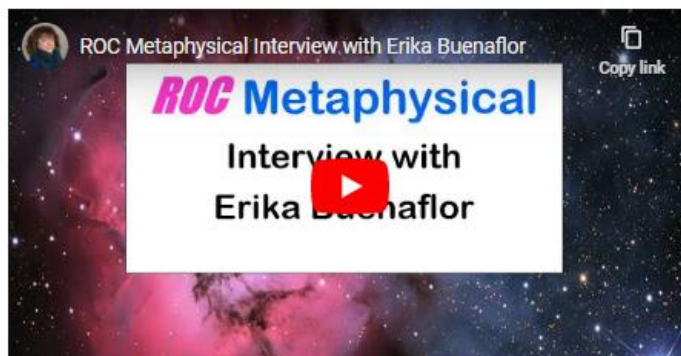 ROC Metaphysical Interview with Erika Buenaflor
Copy link
ROC Metaphysical
Interview with
Erika Buenaflor